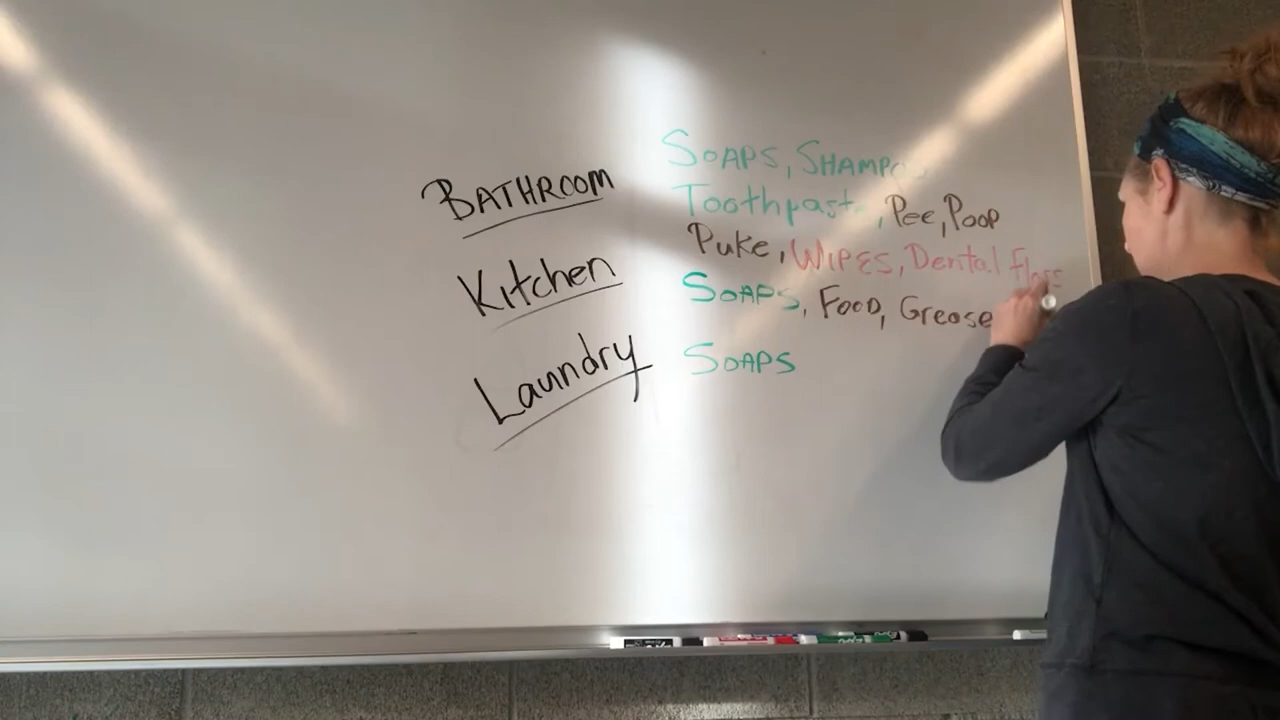 BATHROOM
SOAPS, SHAMPOO
Toothpaste, Pee, Poop
Puke, WIPES, Dental floss
Kitchen
SOAPS, FOOD, Grease
Laundry
SOAPS